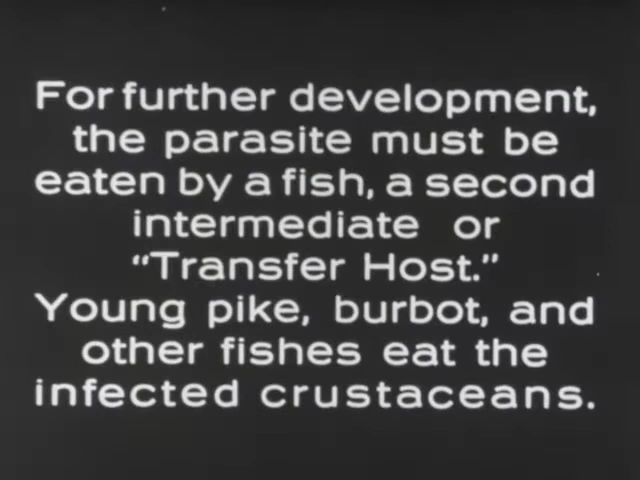 For further development,
the parasite must be
eaten by a fish, a second
intermediate or
“Transfer Host.”
Young pike, burbot, and
other fishes eat the
infected crustaceans.